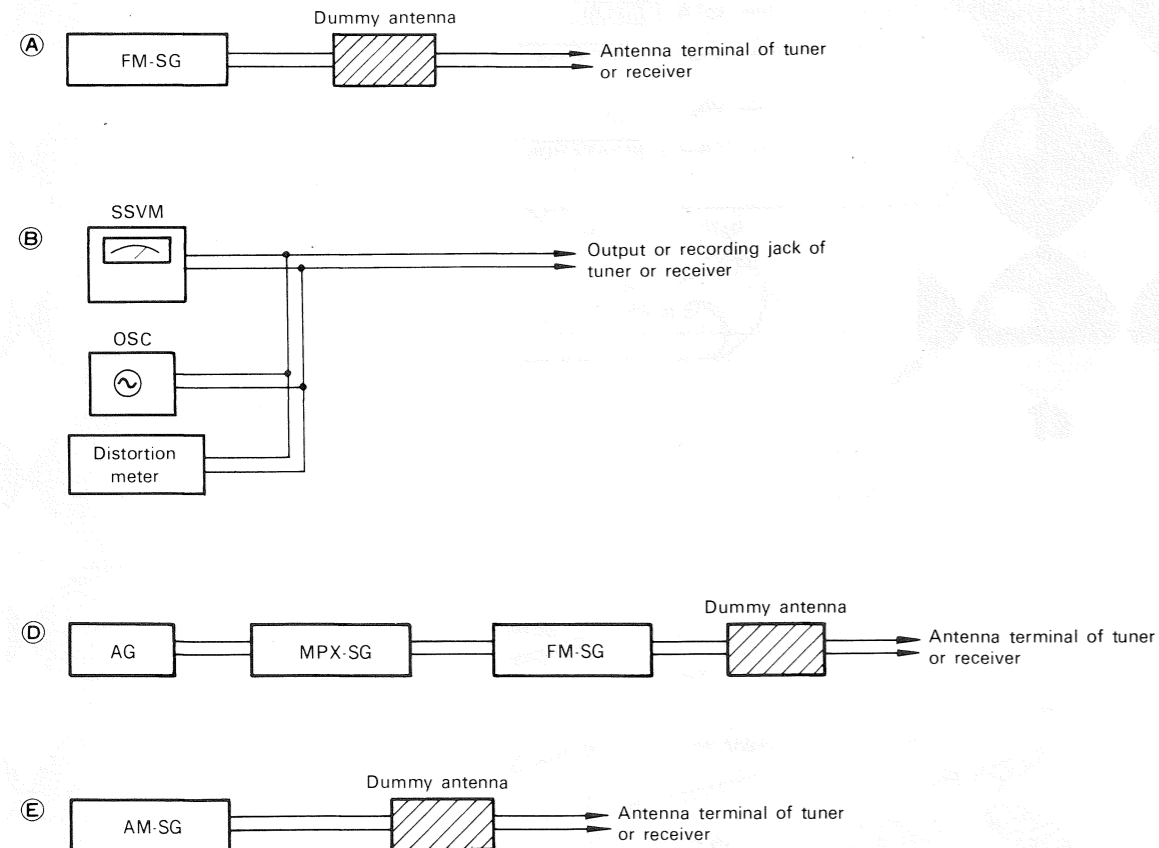 Dummy antenna
Ⓐ
FM-SG
Antenna terminal of tuner
or receiver
SSVM
Ⓑ
Output or recording jack of
tuner or receiver
OSC
Distortion
meter
Dummy antenna
Ⓓ
AG
MPX-SG
FM-SG
Antenna terminal of tuner
or receiver
Dummy antenna
Ⓔ
AM-SG
Antenna terminal of tuner
or receiver